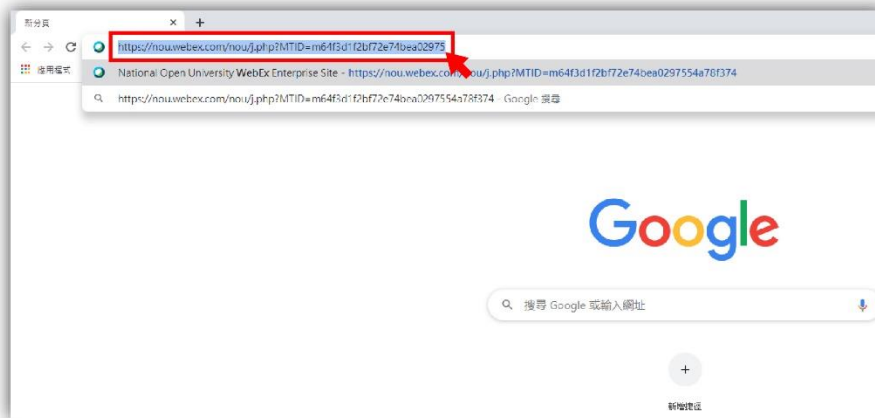 新分頁
https://nou.webex.com/nou/j.php?MTID=m64f3d1f2bf72e74bea02975
應用程式
National Open University WebEx Enterprise Site - https://nou.webex.com/nou/j.php?MTID=m64f3d1f2bf72e74bea0297554a78f374
https://nou.webex.com/nou/j.php?MTID=m64f3d1f2bf72e74bea0297554a78f374 - Google 搜尋
Google
搜尋 Google 或輸入網址
新增捷徑